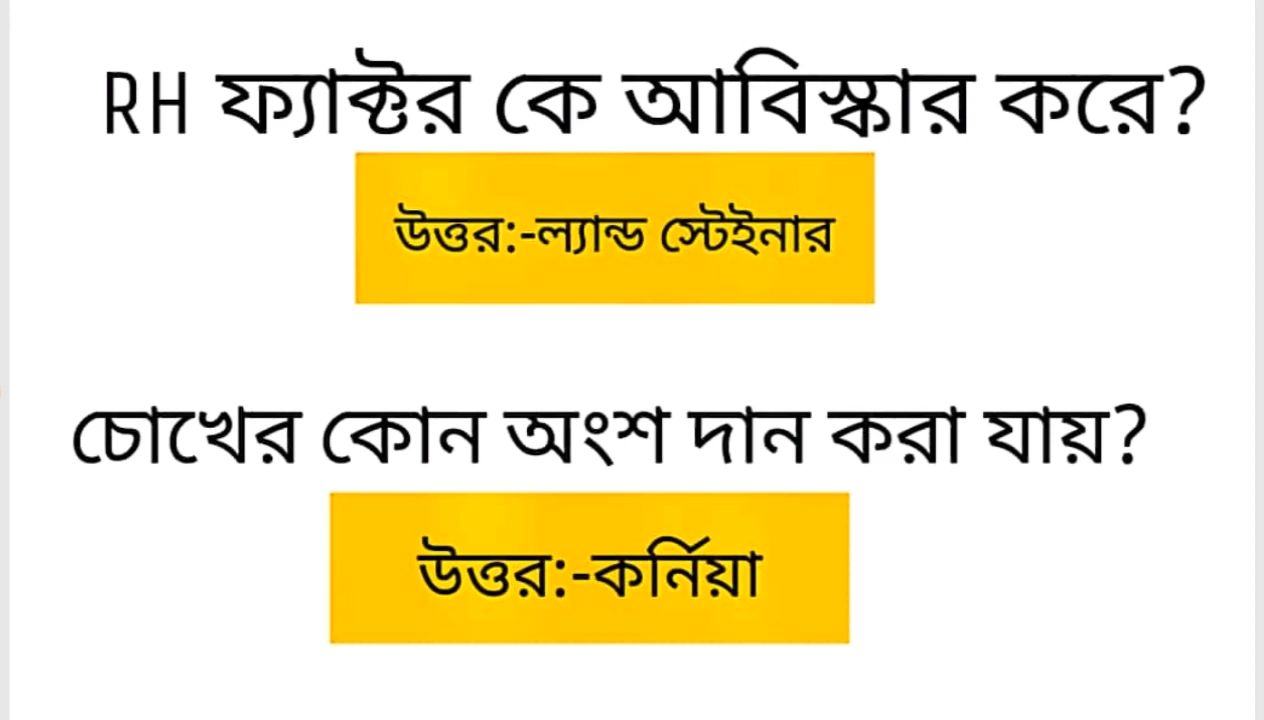 RH ফ্যাক্টর কে আবিস্কার করে?
উত্তর:-ল্যান্ড স্টেইনার
চোখের কোন অংশ দান করা যায়?
উত্তর:-কর্নিয়া